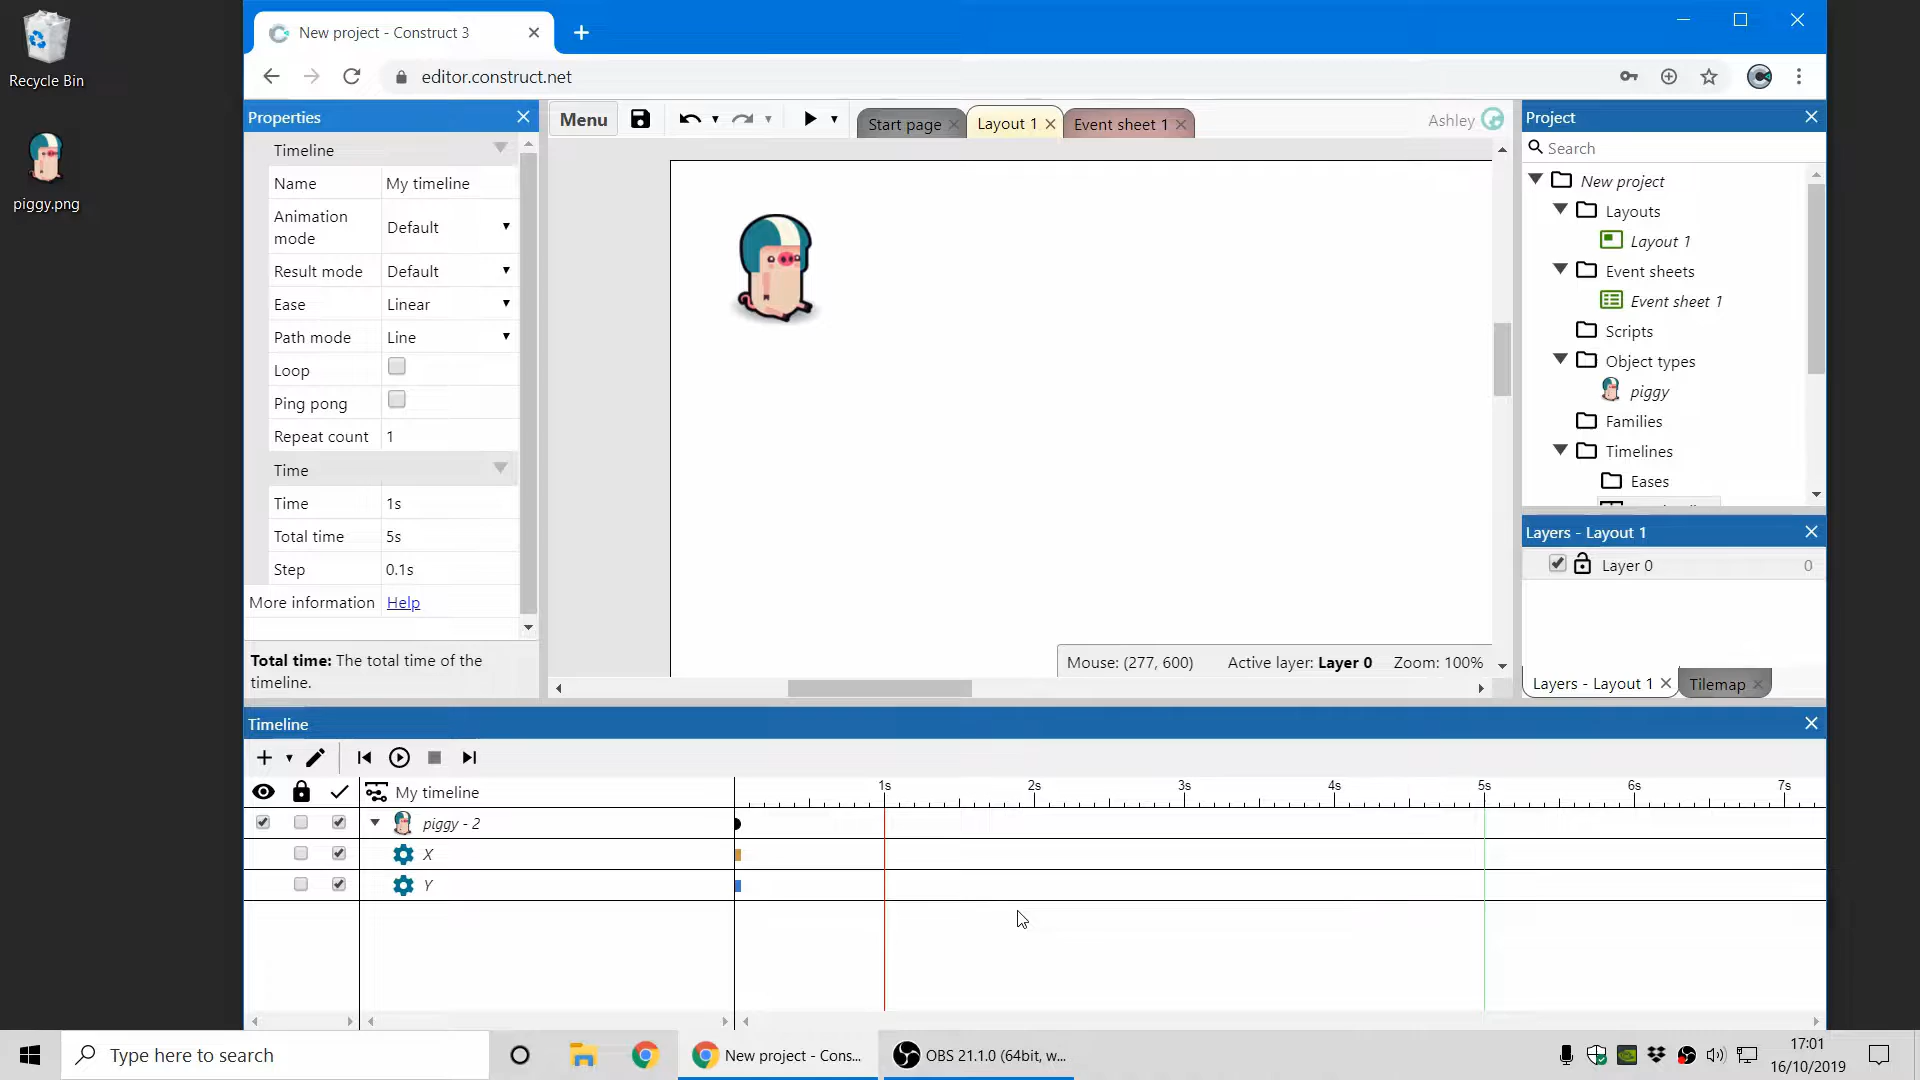 Recycle Bin
piggy.png
New project - Construct 3
editor.construct.net
Properties
Timeline
Name My timeline
Animation mode Default
Result mode Default
Ease Linear
Path mode Line
Loop
Ping pong
Repeat count 1
Time
Time 1s
Total time 5s
Step 0.1s
More information Help
Total time: The total time of the
timeline.
Menu
Start page
Layout 1
Event sheet 1
Ashley
Mouse: (277, 600) Active layer: Layer 0 Zoom: 100%
Project
Search
New project
Layouts
Layout 1
Event sheets
Event sheet 1
Scripts
Object types
piggy
Families
Timelines
Eases
Layers - Layout 1
Layer 0 0
Layers - Layout 1 Tilemap
Timeline
My timeline
1s 2s 3s 4s 5s 6s 7s
piggy - 2
X
Y
Type here to search
New project - Cons...
OBS 21.1.0 (64bit, w...
17:01
16/10/2019